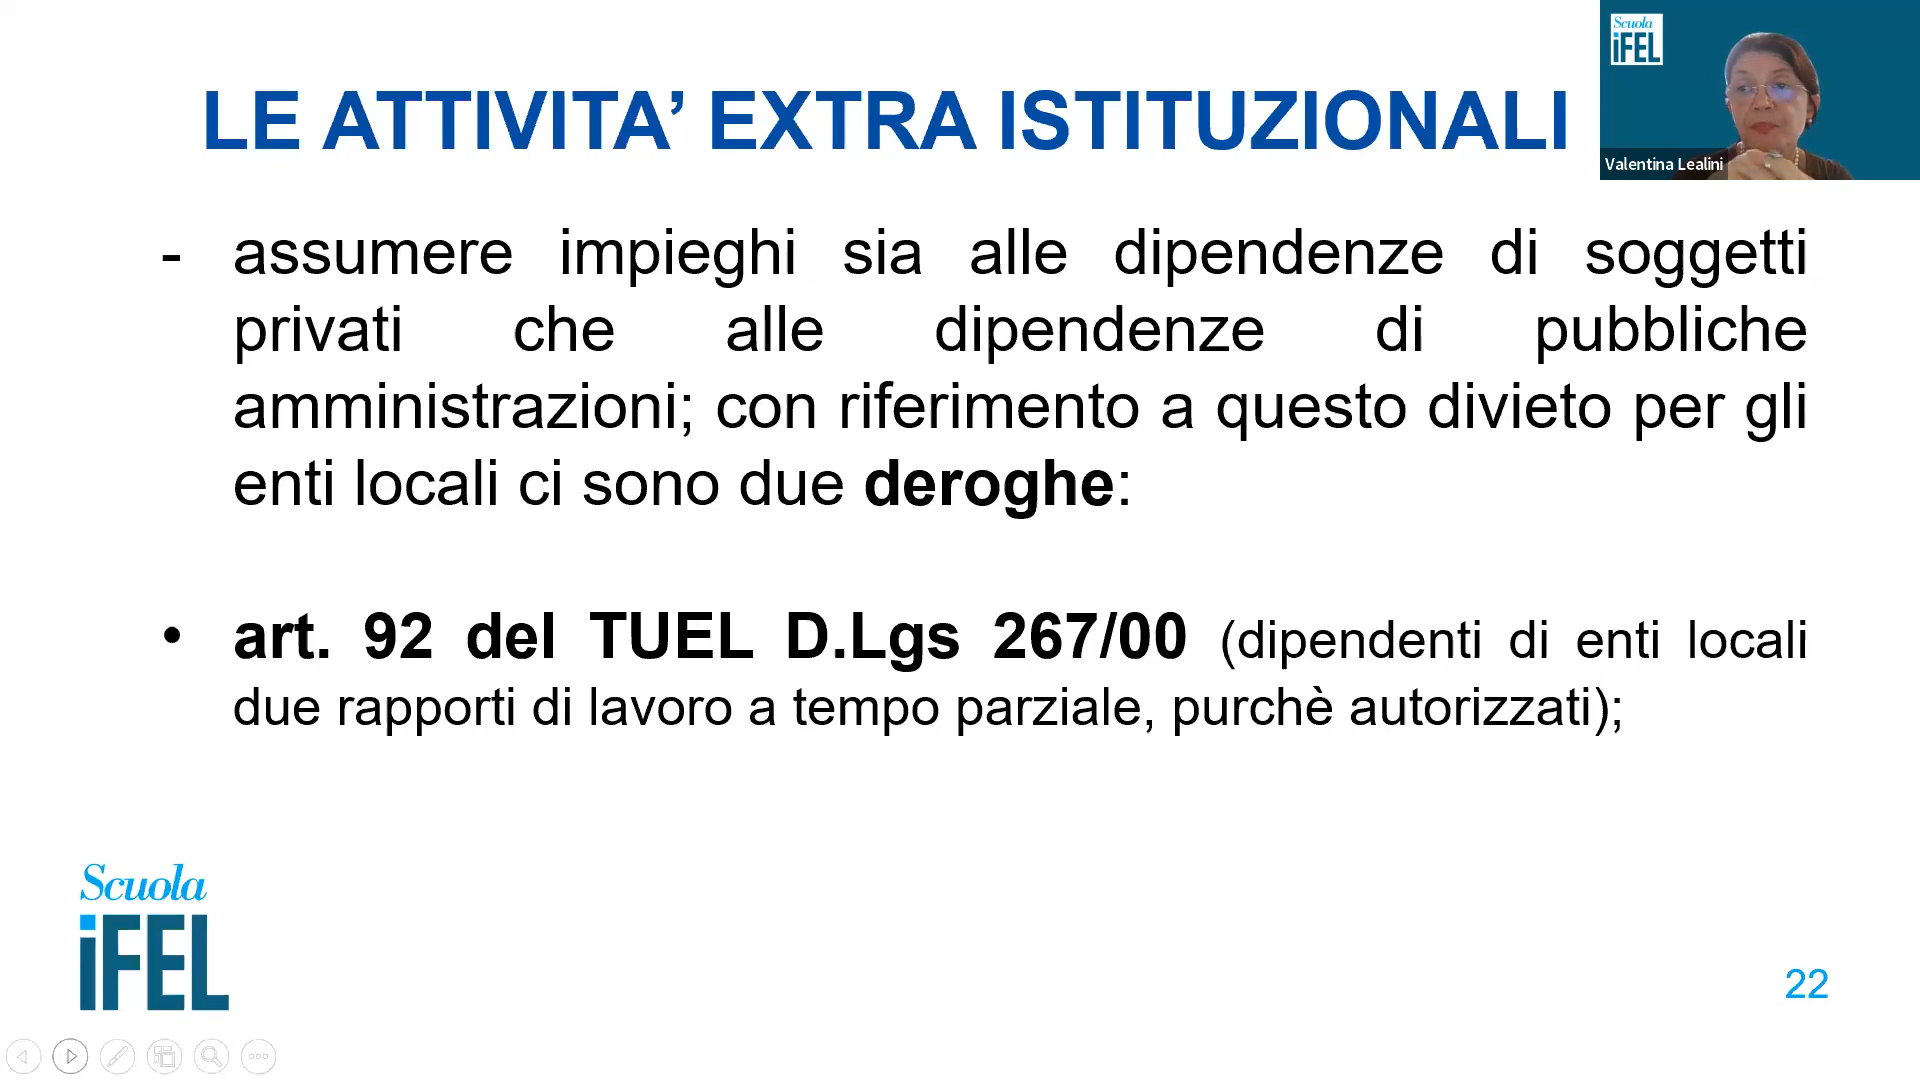 LE ATTIVITA’ EXTRA ISTITUZIONALI
Scuola
iFEL
Valentina Lealini
- assumere impieghi sia alle dipendenze di soggetti
privati che alle dipendenze di pubbliche
amministrazioni; con riferimento a questo divieto per gli
enti locali ci sono due deroghe:
• art. 92 del TUEL D.Lgs 267/00 (dipendenti di enti locali
due rapporti di lavoro a tempo parziale, purchè autorizzati);
Scuola
iFEL
22